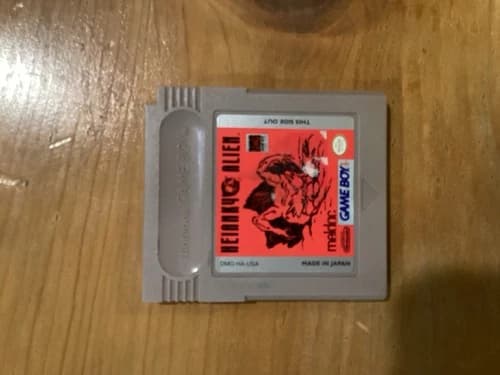 THIS SIDE OUT
HEIANKYO ALIEN
meldac
GAME BOY
DMG-HA-USA
MADE IN JAPAN